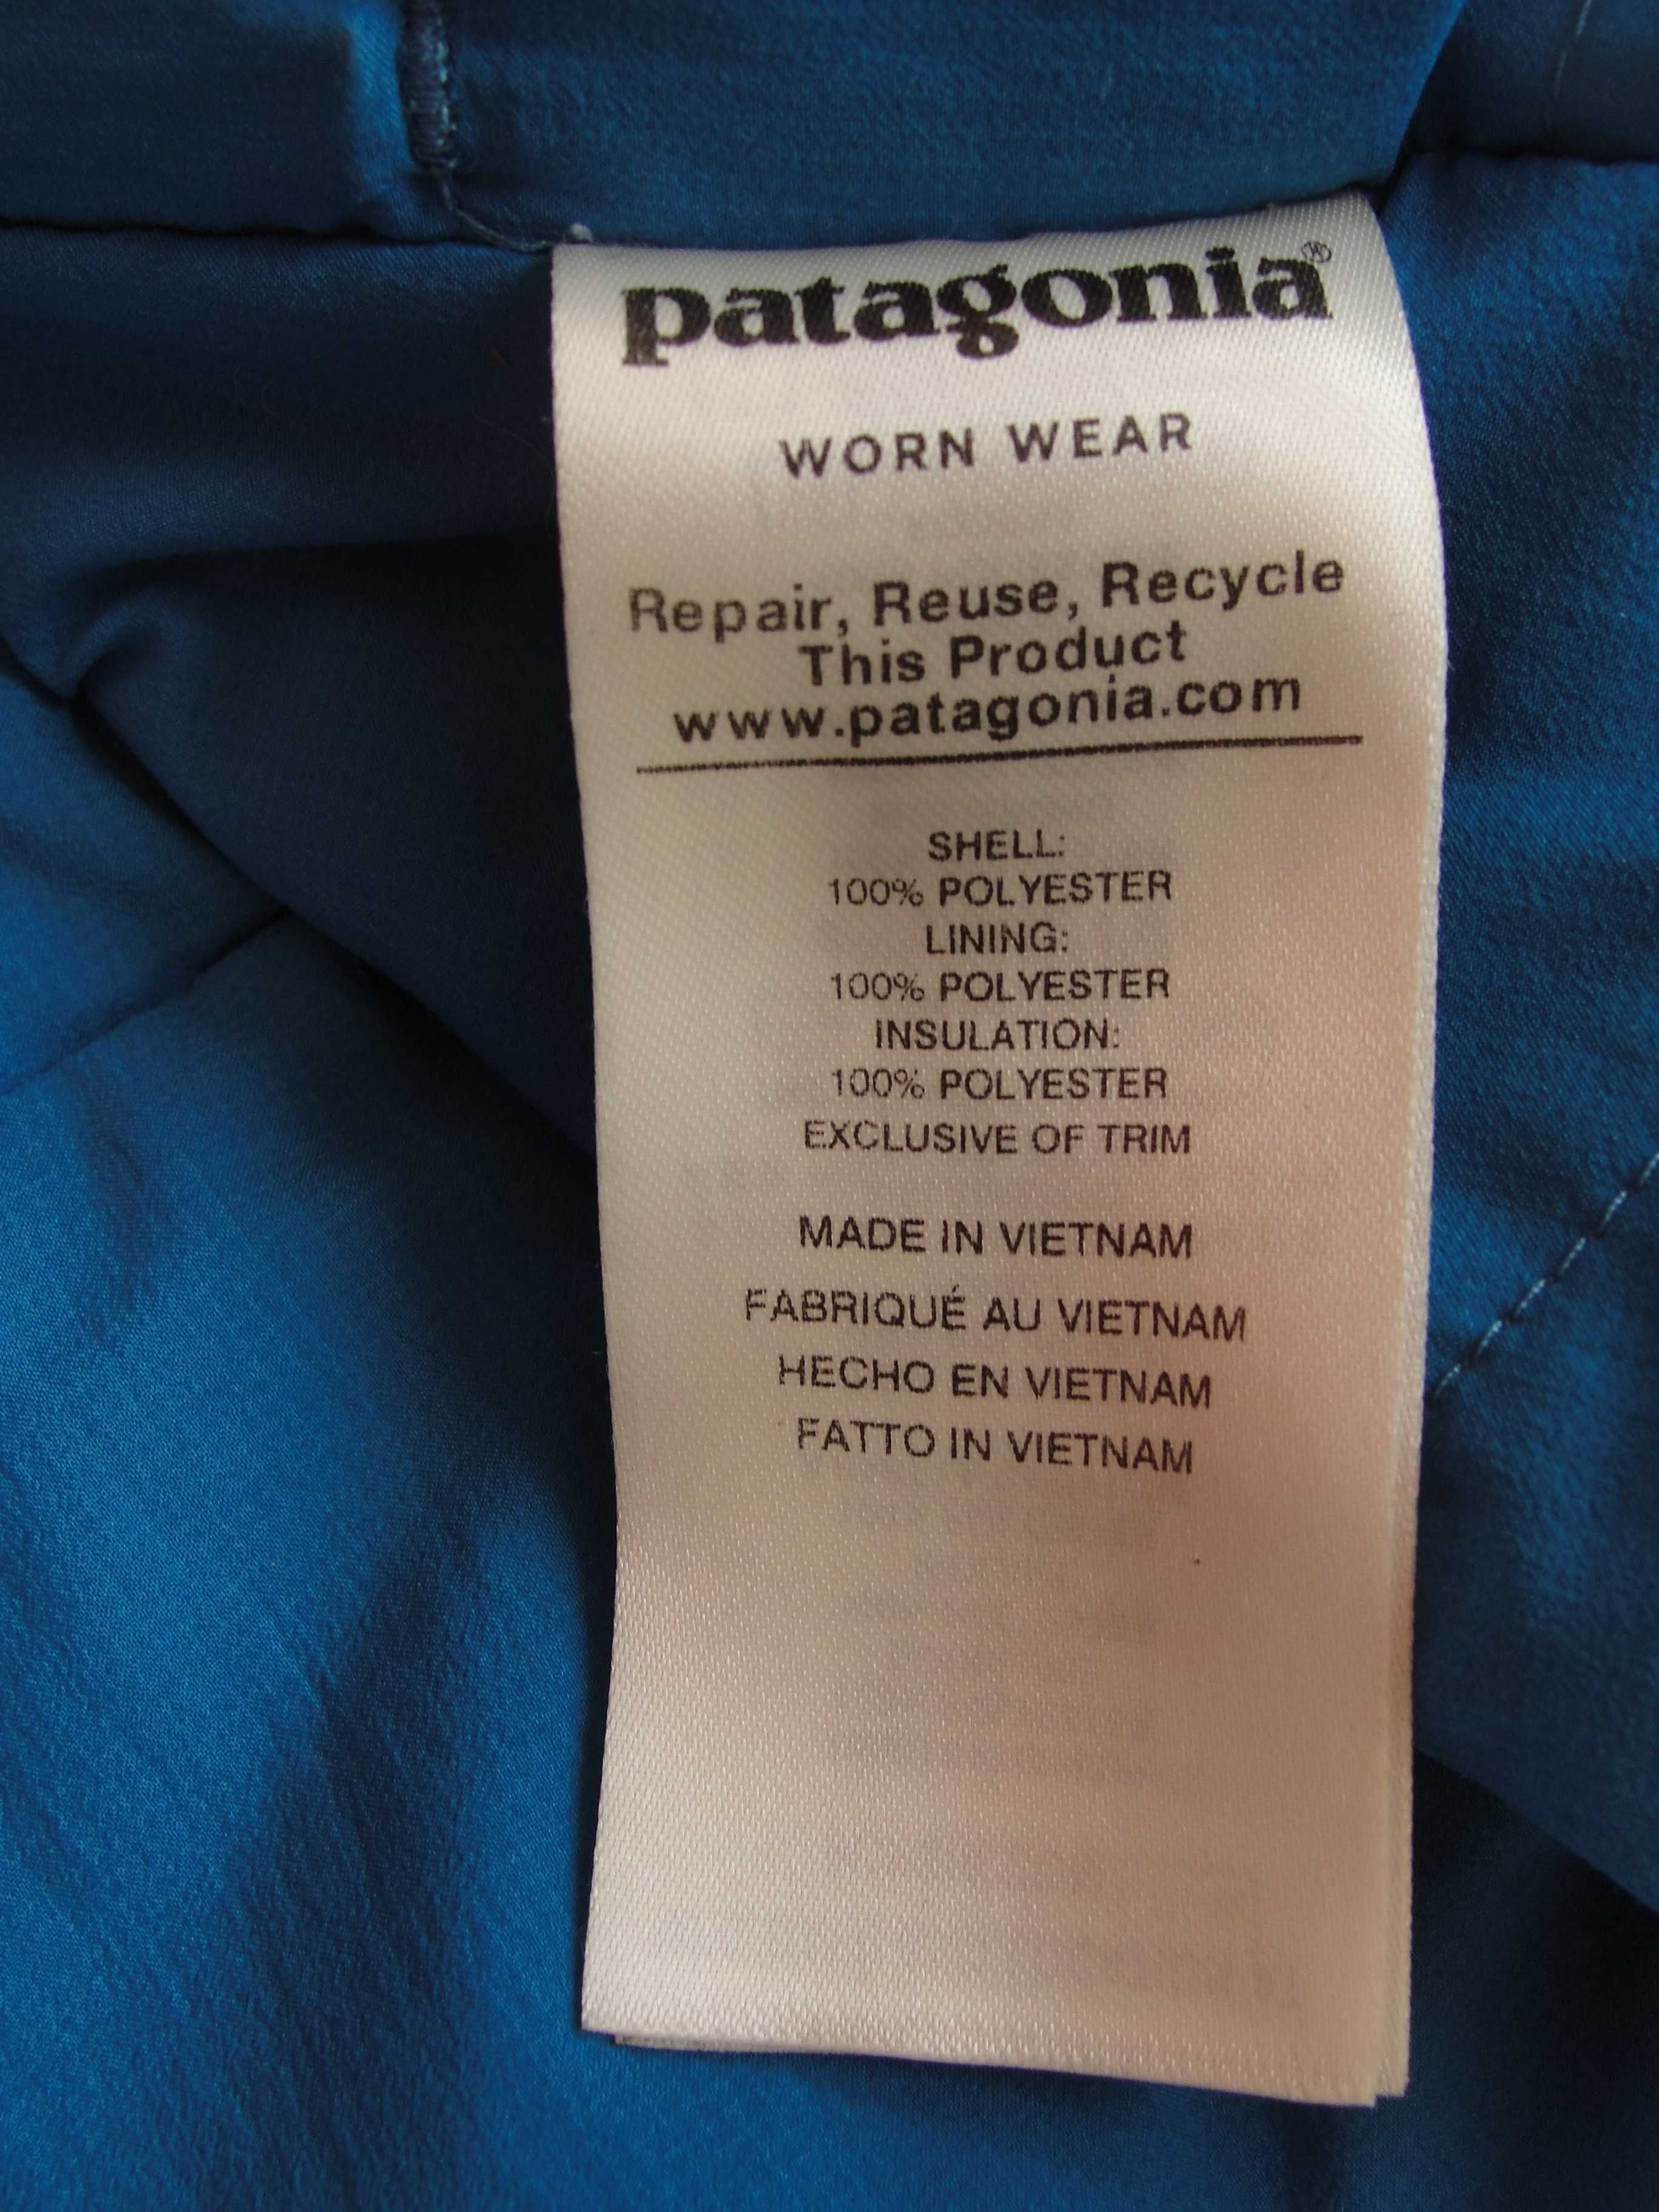 patagonia®
WORN WEAR
Repair, Reuse, Recycle
This Product
www.patagonia.com
SHELL:
100% POLYESTER
LINING:
100% POLYESTER
INSULATION:
100% POLYESTER
EXCLUSIVE OF TRIM
MADE IN VIETNAM
FABRIQUÉ AU VIETNAM
HECHO EN VIETNAM
FATTO IN VIETNAM